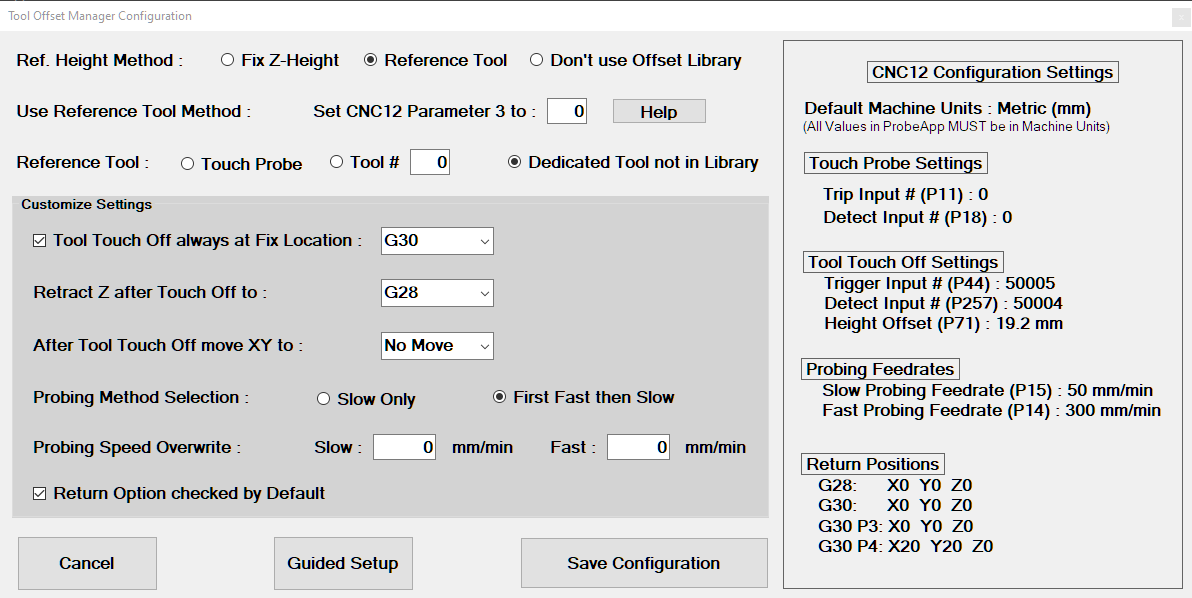 Tool Offset Manager Configuration
x
Ref. Height Method : Fix Z-Height Reference Tool Don't use Offset Library
Use Reference Tool Method : Set CNC12 Parameter 3 to : 0 Help
Reference Tool : Touch Probe Tool # 0 Dedicated Tool not in Library
Customize Settings
Tool Touch Off always at Fix Location : G30
Retract Z after Touch Off to : G28
After Tool Touch Off move XY to : No Move
Probing Method Selection : Slow Only First Fast then Slow
Probing Speed Overwrite : Slow : 0 mm/min Fast : 0 mm/min
Return Option checked by Default
Cancel Guided Setup Save Configuration
CNC12 Configuration Settings
Default Machine Units : Metric (mm)
(All Values in ProbeApp MUST be in Machine Units)
Touch Probe Settings
Trip Input # (P11) : 0
Detect Input # (P18) : 0
Tool Touch Off Settings
Trigger Input # (P44) : 50005
Detect Input # (P257) : 50004
Height Offset (P71) : 19.2 mm
Probing Feedrates
Slow Probing Feedrate (P15) : 50 mm/min
Fast Probing Feedrate (P14) : 300 mm/min
Return Positions
G28: X0 Y0 Z0
G30: X0 Y0 Z0
G30 P3: X0 Y0 Z0
G30 P4: X20 Y20 Z0